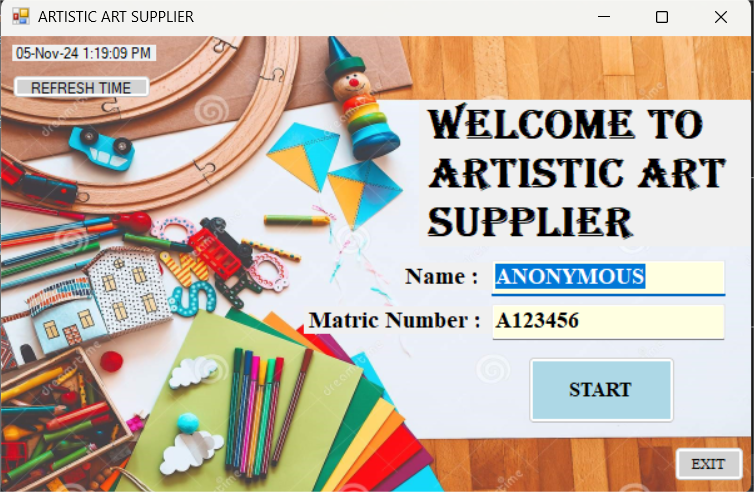 ARTISTIC ART SUPPLIER
05-Nov-24 1:19:09 PM
REFRESH TIME
WELCOME TO
ARTISTIC ART
SUPPLIER
Name : ANONYMOUS
Matric Number : A123456
START
EXIT
dreamstime